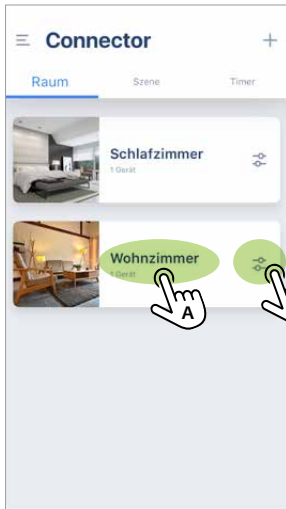 Connector
Raum Szene Timer
Schlafzimmer
1 Gerät
Wohnzimmer
1 Gerät
A